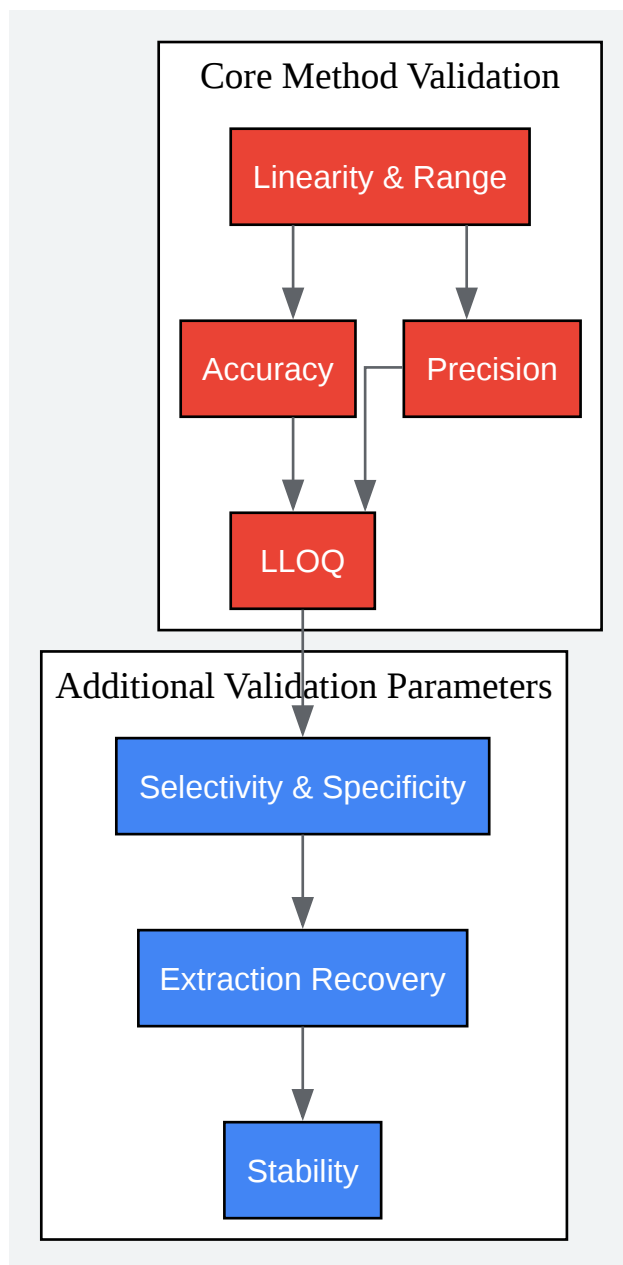 Core Method Validation
Linearity & Range
Accuracy
Precision
LLOQ
Additional Validation Parameters
Selectivity & Specificity
Extraction Recovery
Stability